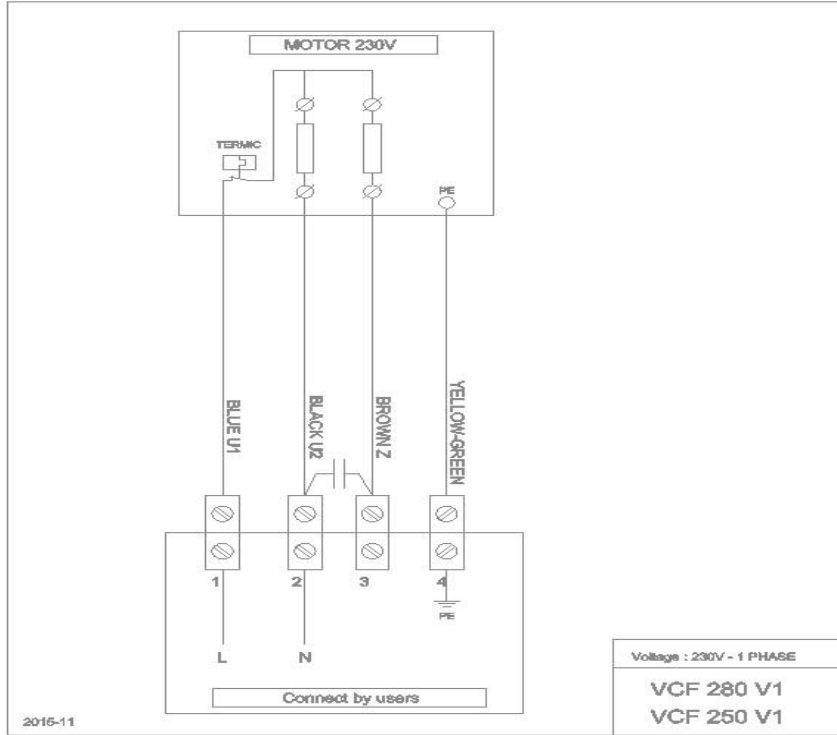 MOTOR 230V
TERMIC
PE
BLUE U1
BLACK U2
BROWN Z
YELLOW-GREEN
1
2
3
4
PE
L
N
Connect by users
Voltage : 230V - 1 PHASE
VCF 280 V1
VCF 250 V1
2015-11